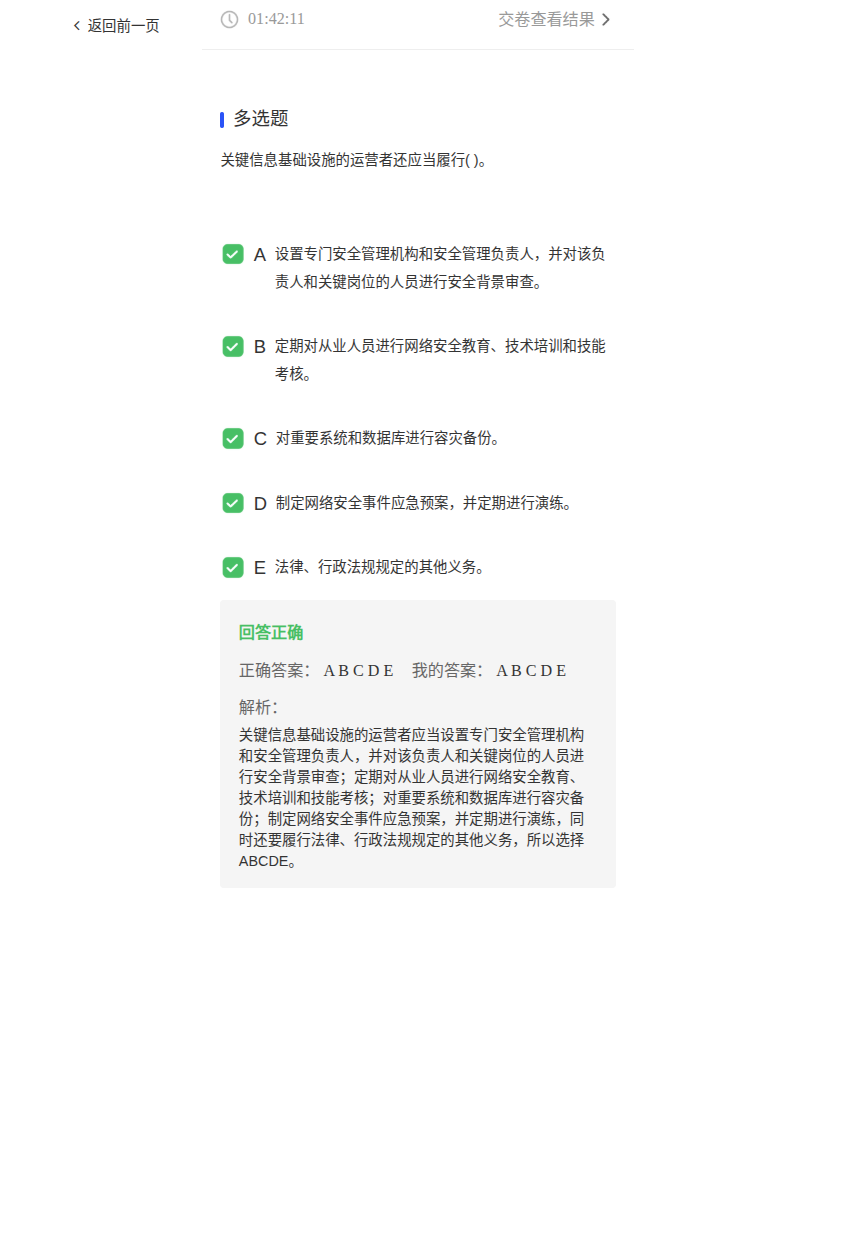 返回前一页
01:42:11 交卷查看结果
多选题
关键信息基础设施的运营者还应当履行( )。
A 设置专门安全管理机构和安全管理负责人，并对该负
责人和关键岗位的人员进行安全背景审查。
B 定期对从业人员进行网络安全教育、技术培训和技能
考核。
C 对重要系统和数据库进行容灾备份。
D 制定网络安全事件应急预案，并定期进行演练。
E 法律、行政法规规定的其他义务。
回答正确
正确答案： A B C D E 我的答案： A B C D E
解析：
关键信息基础设施的运营者应当设置专门安全管理机构
和安全管理负责人，并对该负责人和关键岗位的人员进
行安全背景审查；定期对从业人员进行网络安全教育、
技术培训和技能考核；对重要系统和数据库进行容灾备
份；制定网络安全事件应急预案，并定期进行演练，同
时还要履行法律、行政法规规定的其他义务，所以选择
ABCDE。